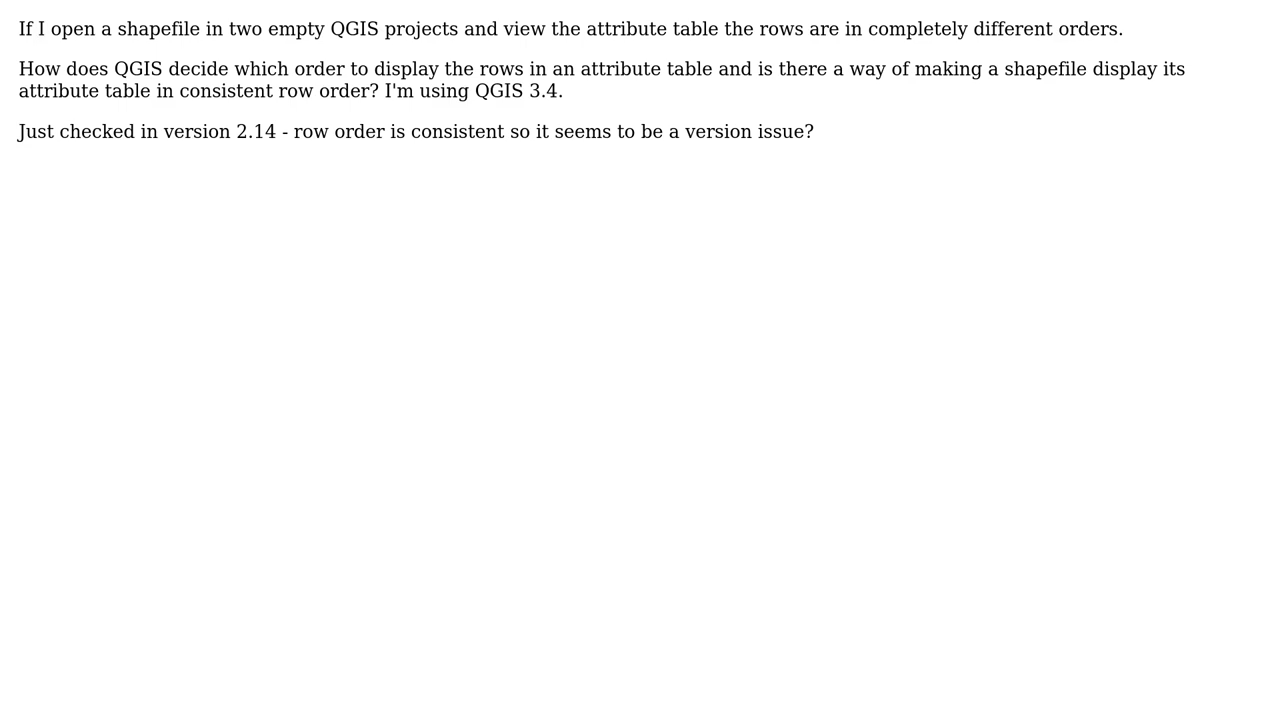 If I open a shapefile in two empty QGIS projects and view the attribute table the rows are in completely different orders.
How does QGIS decide which order to display the rows in an attribute table and is there a way of making a shapefile display its
attribute table in consistent row order? I'm using QGIS 3.4.
Just checked in version 2.14 - row order is consistent so it seems to be a version issue?